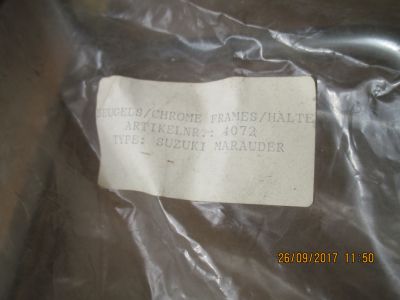 BEUGELS/CHROME FRAMES/HALTE
ARTIKELNR.: 4072
TYPE: SUZUKI MARAUDER
26/09/2017 11:50